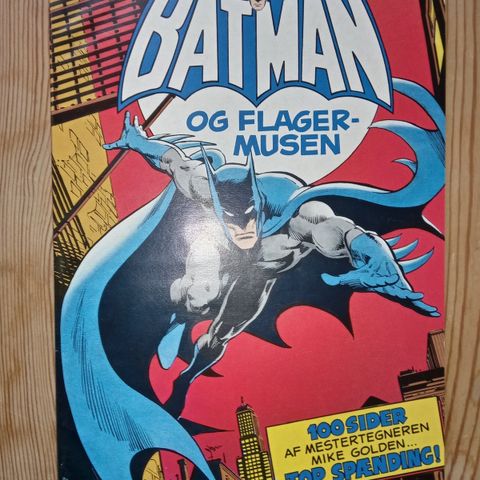 BATMAN
OG FLAGER-
MUSEN
100 SIDER
AF MESTERTEGNEREN
MIKE GOLDEN...
TOP SPÆNDING!